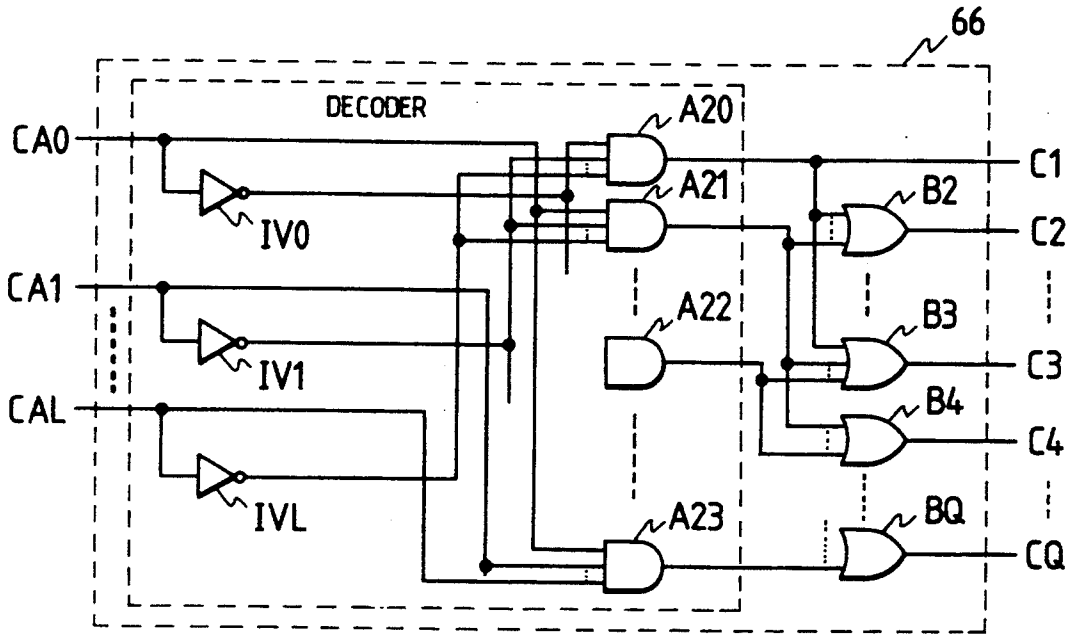 66
DECODER
CA0
A20
C1
A21
B2
IV0
C2
CA1
A22
B3
IV1
C3
CAL
B4
C4
IVL
A23
BQ
CQ